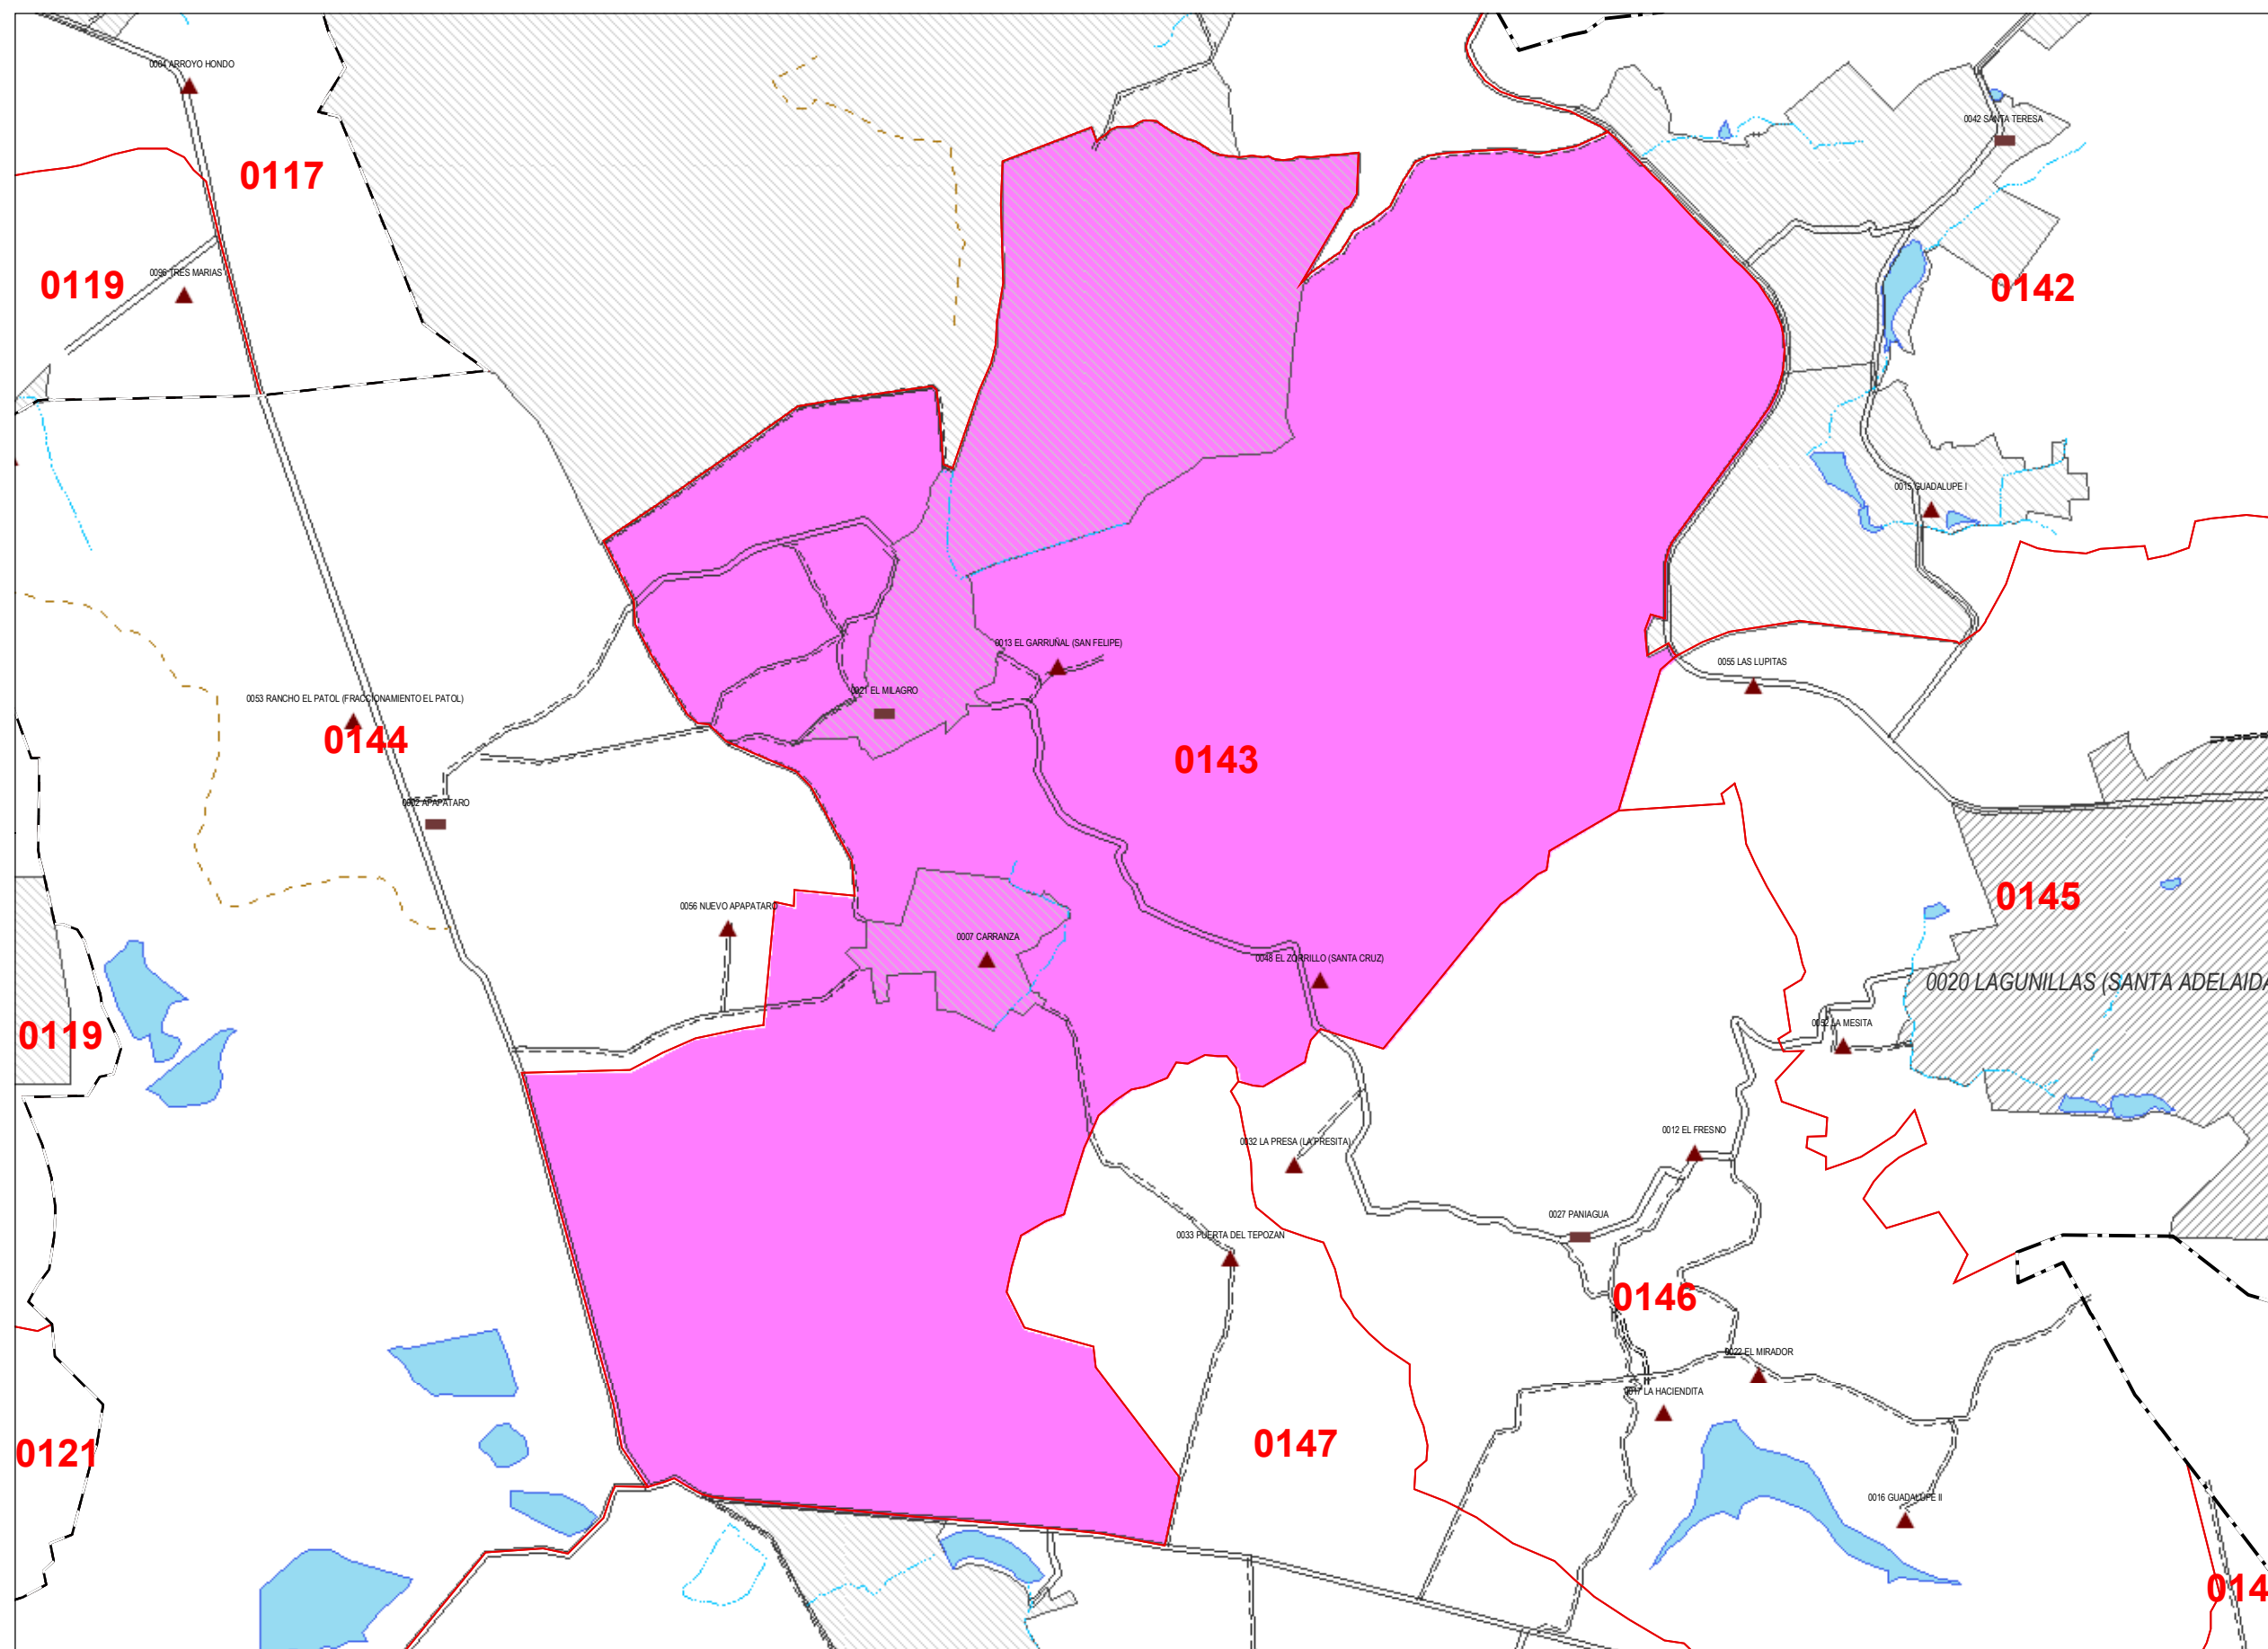 0004 ARROYO HONDO
0042 SANTA TERESA
0117
0096 TRES MARIAS
0119
0142
0015 GUADALUPE I
0013 EL GARRUÑAL (SAN FELIPE)
0055 LAS LUPITAS
0021 EL MILAGRO
0053 RANCHO EL PATOL (FRACCIONAMIENTO EL PATOL)
0144
0143
0002 APAPATARO
0145
0056 NUEVO APAPATARO
0007 CARRANZA
0048 EL ZORRILLO (SANTA CRUZ)
0020 LAGUNILLAS (SANTA ADELAIDA
0119
0052 LA MESITA
0012 EL FRESNO
0032 LA PRESA (LA PRESITA)
0027 PANIAGUA
0033 PUERTA DEL TEPOZAN
0146
0022 EL MIRADOR
0017 LA HACIENDITA
0147
0121
0016 GUADALUPE II
014